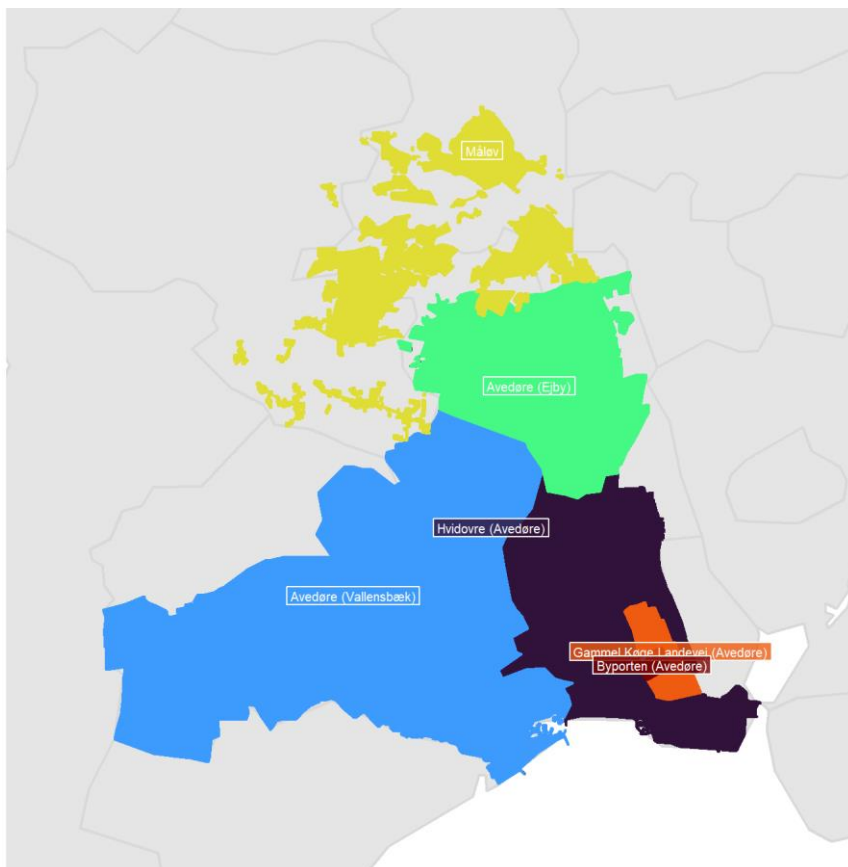 Måløv
Avedøre (Ejby)
Hvidovre (Avedøre)
Avedøre (Vallensbæk)
Gammel Køge Landevej (Avedøre)
Byporten (Avedøre)